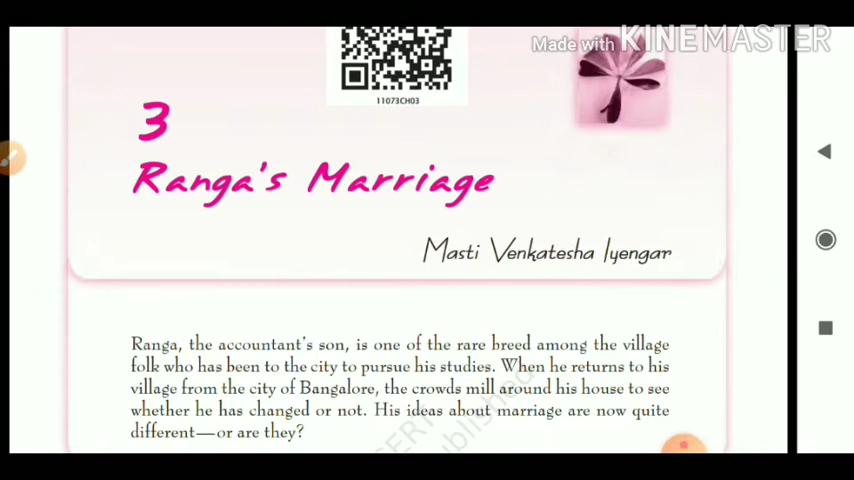 Made with KINEMASTER
11073CH03
3
Ranga's Marriage
Masti Venkatesha Iyengar
Ranga, the accountant's son, is one of the rare breed among the village
folk who has been to the city to pursue his studies. When he returns to his
village from the city of Bangalore, the crowds mill around his house to see
whether he has changed or not. His ideas about marriage are now quite
different—or are they?